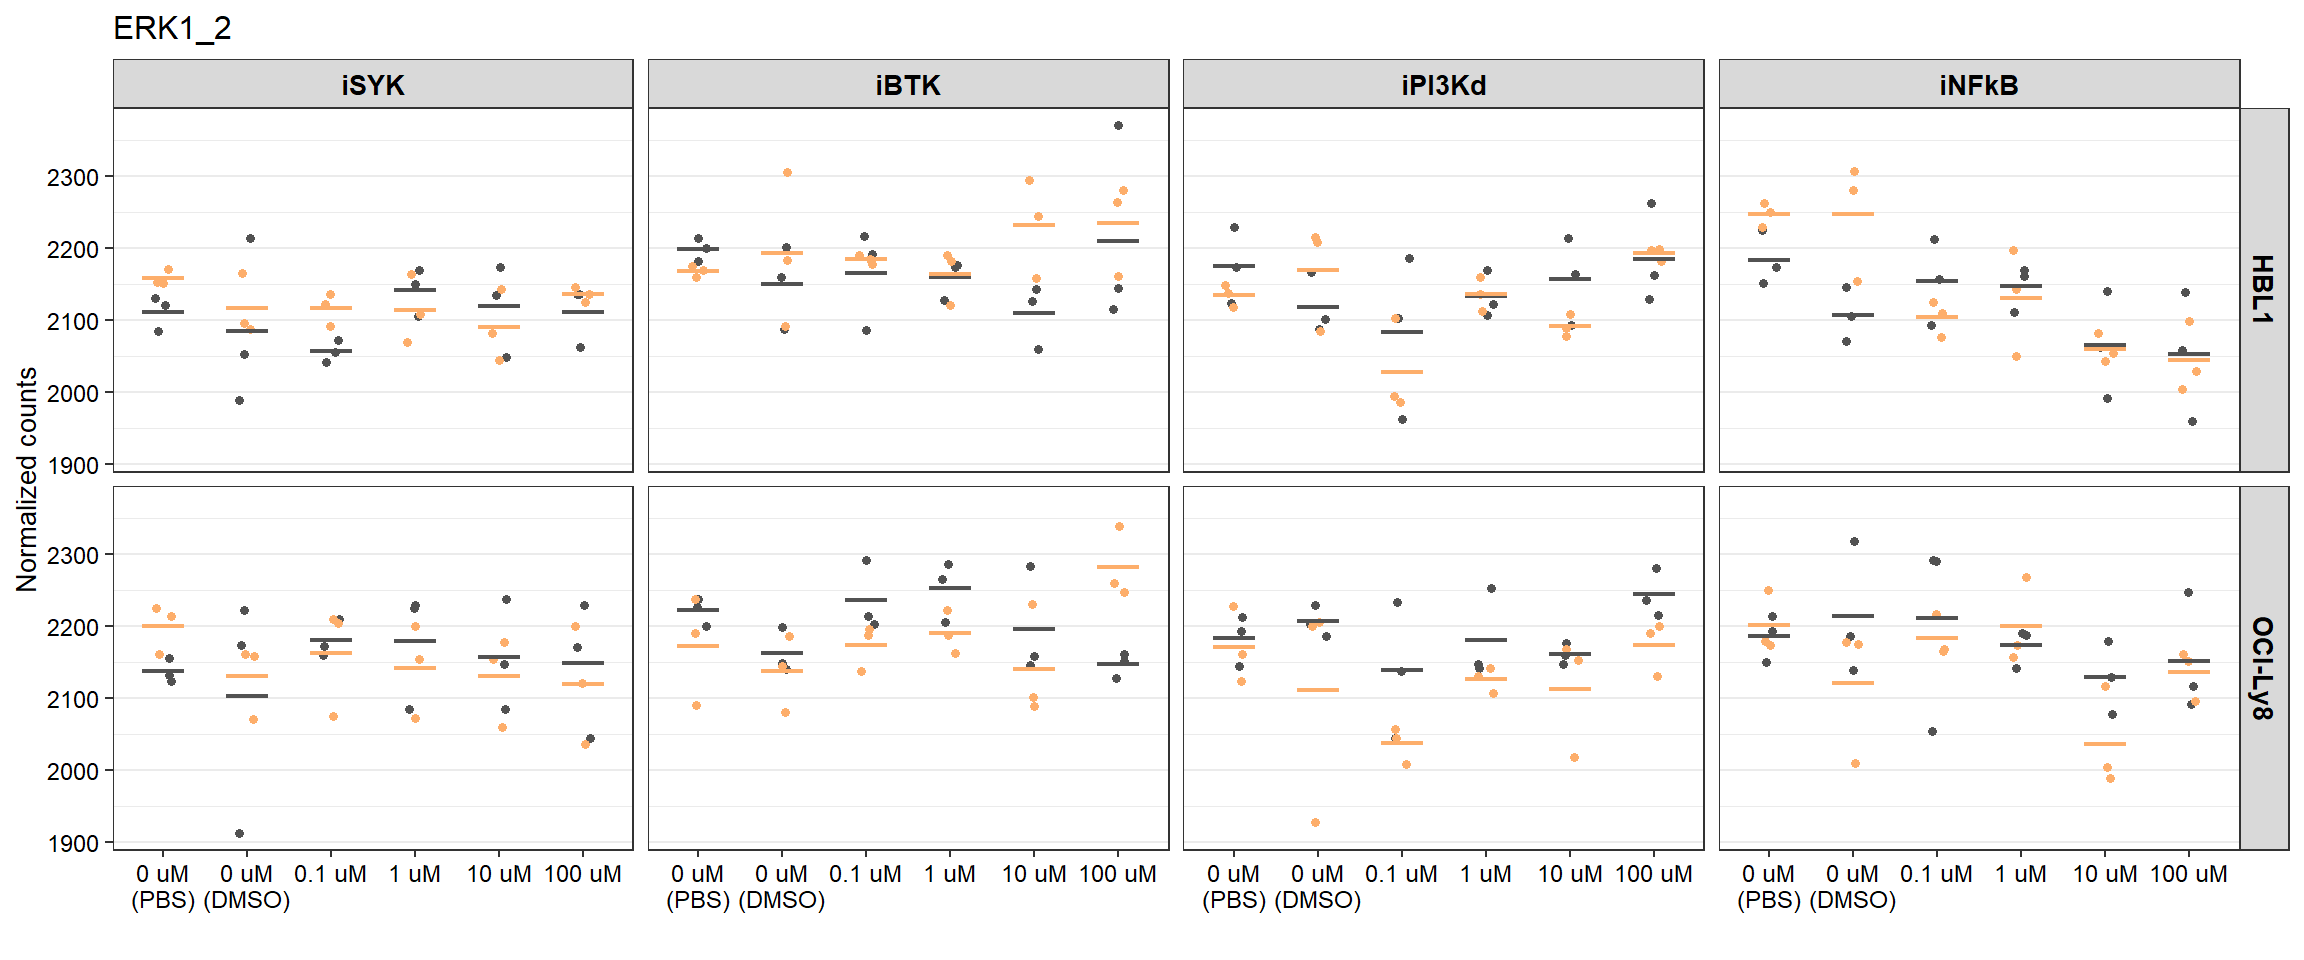 ERK1_2
iSYK
iBTK
iPI3Kd
iNFkB
Normalized counts
2300
2200
2100
2000
1900
HBL1
2300
2200
2100
2000
1900
OCI-Ly8
0 uM 0 uM 0.1 uM 1 uM 10 uM 100 uM
(PBS) (DMSO)
0 uM 0 uM 0.1 uM 1 uM 10 uM 100 uM
(PBS) (DMSO)
0 uM 0 uM 0.1 uM 1 uM 10 uM 100 uM
(PBS) (DMSO)
0 uM 0 uM 0.1 uM 1 uM 10 uM 100 uM
(PBS) (DMSO)